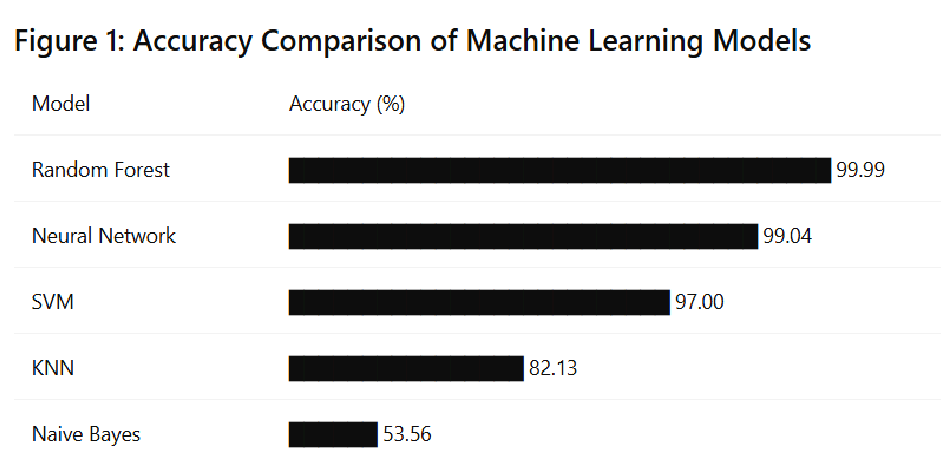 Figure 1: Accuracy Comparison of Machine Learning Models
Model Accuracy (%)
Random Forest 99.99
Neural Network 99.04
SVM 97.00
KNN 82.13
Naive Bayes 53.56